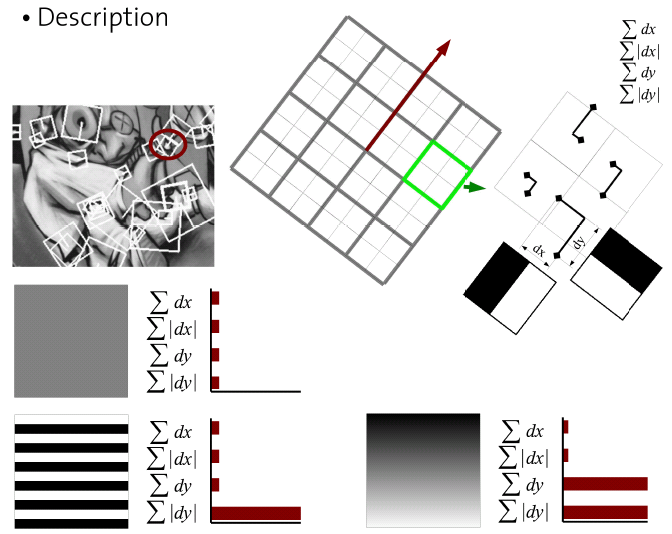 • Description
∑ dx
∑ |dx|
∑ dy
∑ |dy|
dx
dy
∑ dx
∑ |dx|
∑ dy
∑ |dy|
∑ dx
∑ |dx|
∑ dy
∑ |dy|
∑ dx
∑ |dx|
∑ dy
∑ |dy|